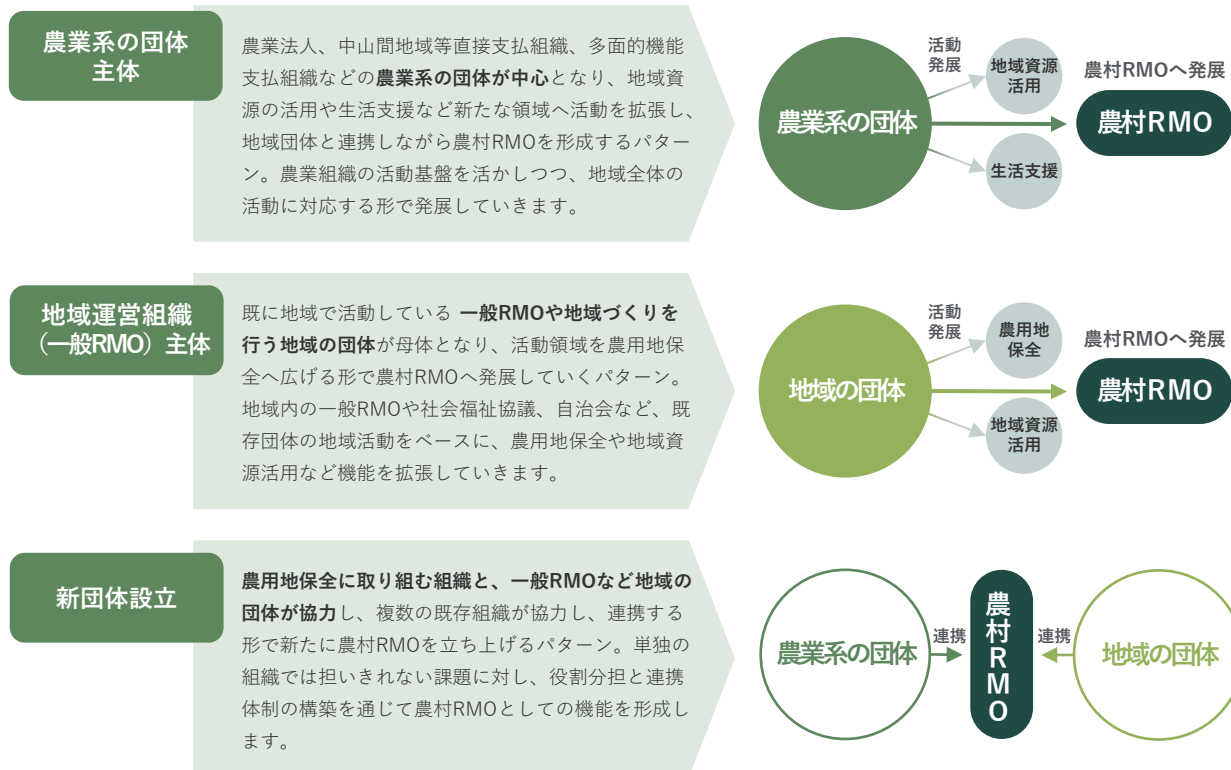 農業系の団体
主体
農業法人、中山間地域等直接支払組織、多面的機能
支払組織などの農業系の団体が中心となり、地域資
源の活用や生活支援など新たな領域へ活動を拡張し、
地域団体と連携しながら農村RMOを形成するパター
ン。農業組織の活動基盤を活かしつつ、地域全体の
活動に対応する形で発展していきます。
農業系の団体
活動
発展
地域資源
活用
生活支援
農村RMOへ発展
農村RMO
地域運営組織
（一般RMO）主体
既に地域で活動している 一般RMOや地域づくりを
行う地域の団体が母体となり、活動領域を農用地保
全へ広げる形で農村RMOへ発展していくパターン。
地域内の一般RMOや社会福祉協議、自治会など、既
存団体の地域活動をベースに、農用地保全や地域資
源活用など機能を拡張していきます。
地域の団体
活動
発展
農用地
保全
地域資源
活用
農村RMOへ発展
農村RMO
新団体設立
農用地保全に取り組む組織と、一般RMOなど地域の
団体が協力し、複数の既存組織が協力し、連携する
形で新たに農村RMOを立ち上げるパターン。単独の
組織では担いきれない課題に対し、役割分担と連携
体制の構築を通じて農村RMOとしての機能を形成し
ます。
農業系の団体
連携
農村RMO
連携
地域の団体